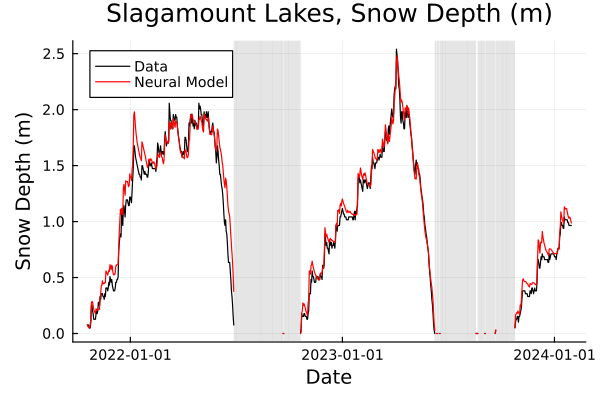 Slagamount Lakes, Snow Depth (m)
Data
Neural Model
Snow Depth (m)
2.5
2.0
1.5
1.0
0.5
0.0
2022-01-01
2023-01-01
2024-01-01
Date